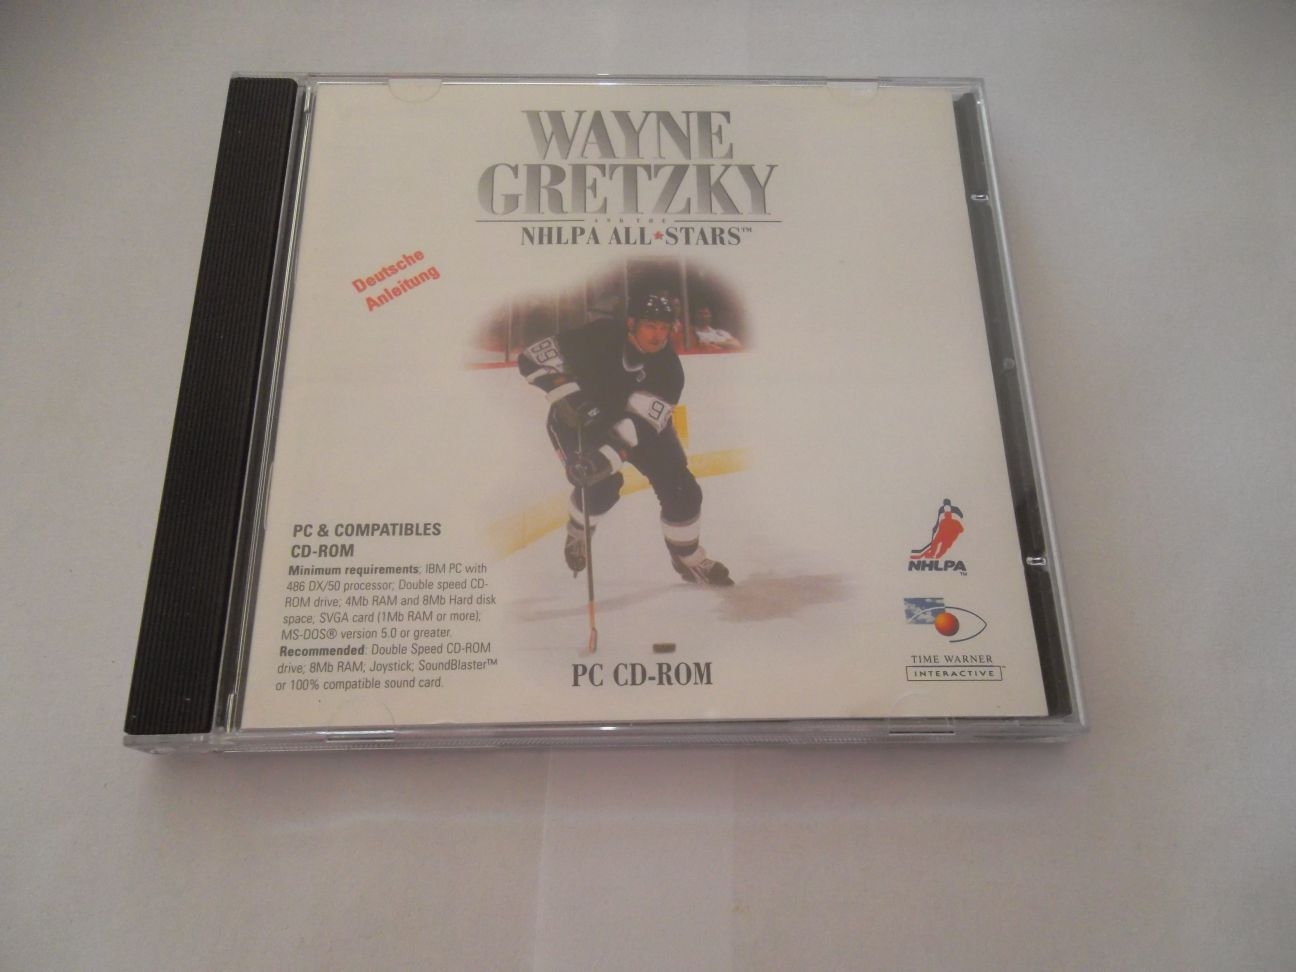 WAYNE
GRETZKY
AND THE
NHLPA ALL★STARS™
Deutsche
Anleitung
99
9
PC & COMPATIBLES
CD-ROM
Minimum requirements; IBM PC with
486 DX/50 processor; Double speed CD-
ROM drive; 4Mb RAM and 8Mb Hard disk
space, SVGA card (1Mb RAM or more);
MS-DOS® version 5.0 or greater.
Recommended: Double Speed CD-ROM
drive; 8Mb RAM; Joystick; SoundBlaster™
or 100% compatible sound card.
PC CD-ROM
NHLPA™
TIME WARNER
INTERACTIVE™